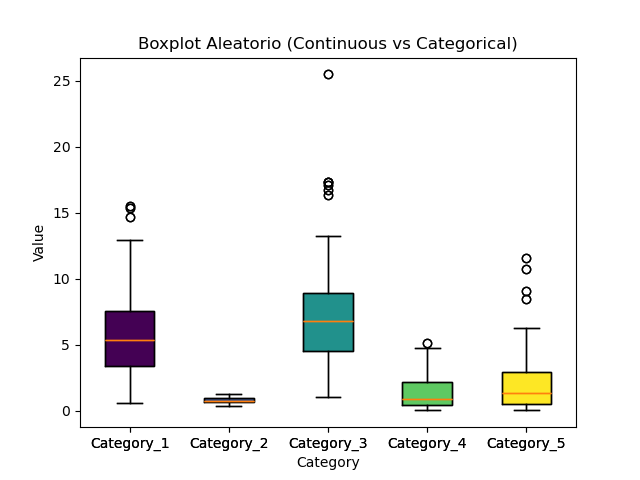 Boxplot Aleatorio (Continuous vs Categorical)
Value
25
20
15
10
5
0
Category_1 Category_2 Category_3 Category_4 Category_5
Category